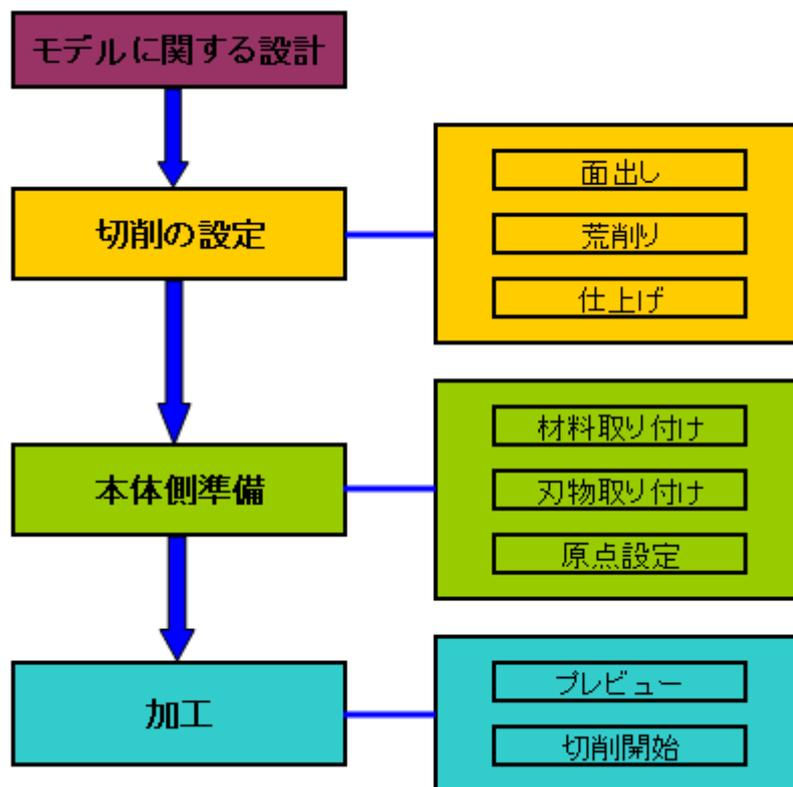 モデルに関する設計
切削の設定
面出し
荒削り
仕上げ
本体側準備
材料取り付け
刃物取り付け
原点設定
加工
プレビュー
切削開始